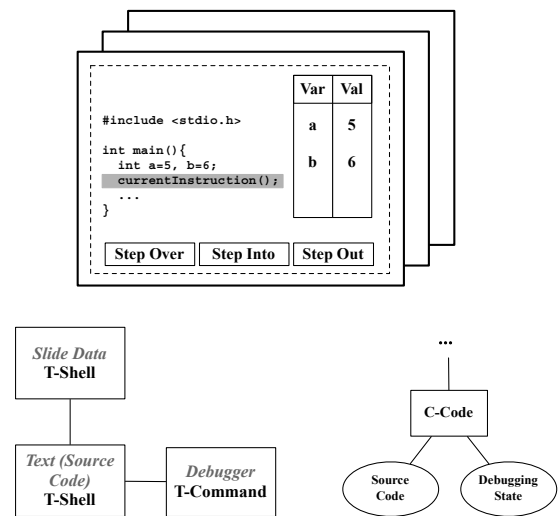 Var Val
#include <stdio.h>
a 5
int main(){
b 6
int a=5, b=6;
currentInstruction();
...
}
Step Over Step Into Step Out
Slide Data
T-Shell
...
C-Code
Text (Source
Code)
T-Shell
Debugger
T-Command
Source
Code
Debugging
State